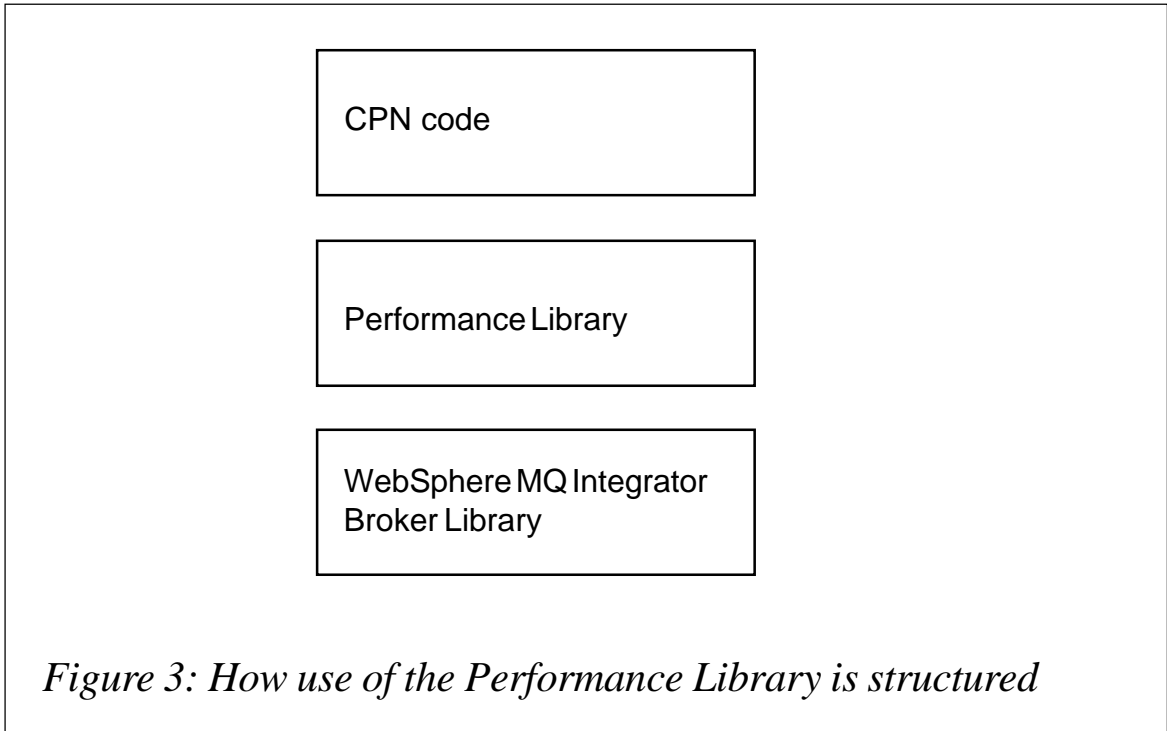 CPN code
Performance Library
WebSphere MQ Integrator
Broker Library
Figure 3: How use of the Performance Library is structured